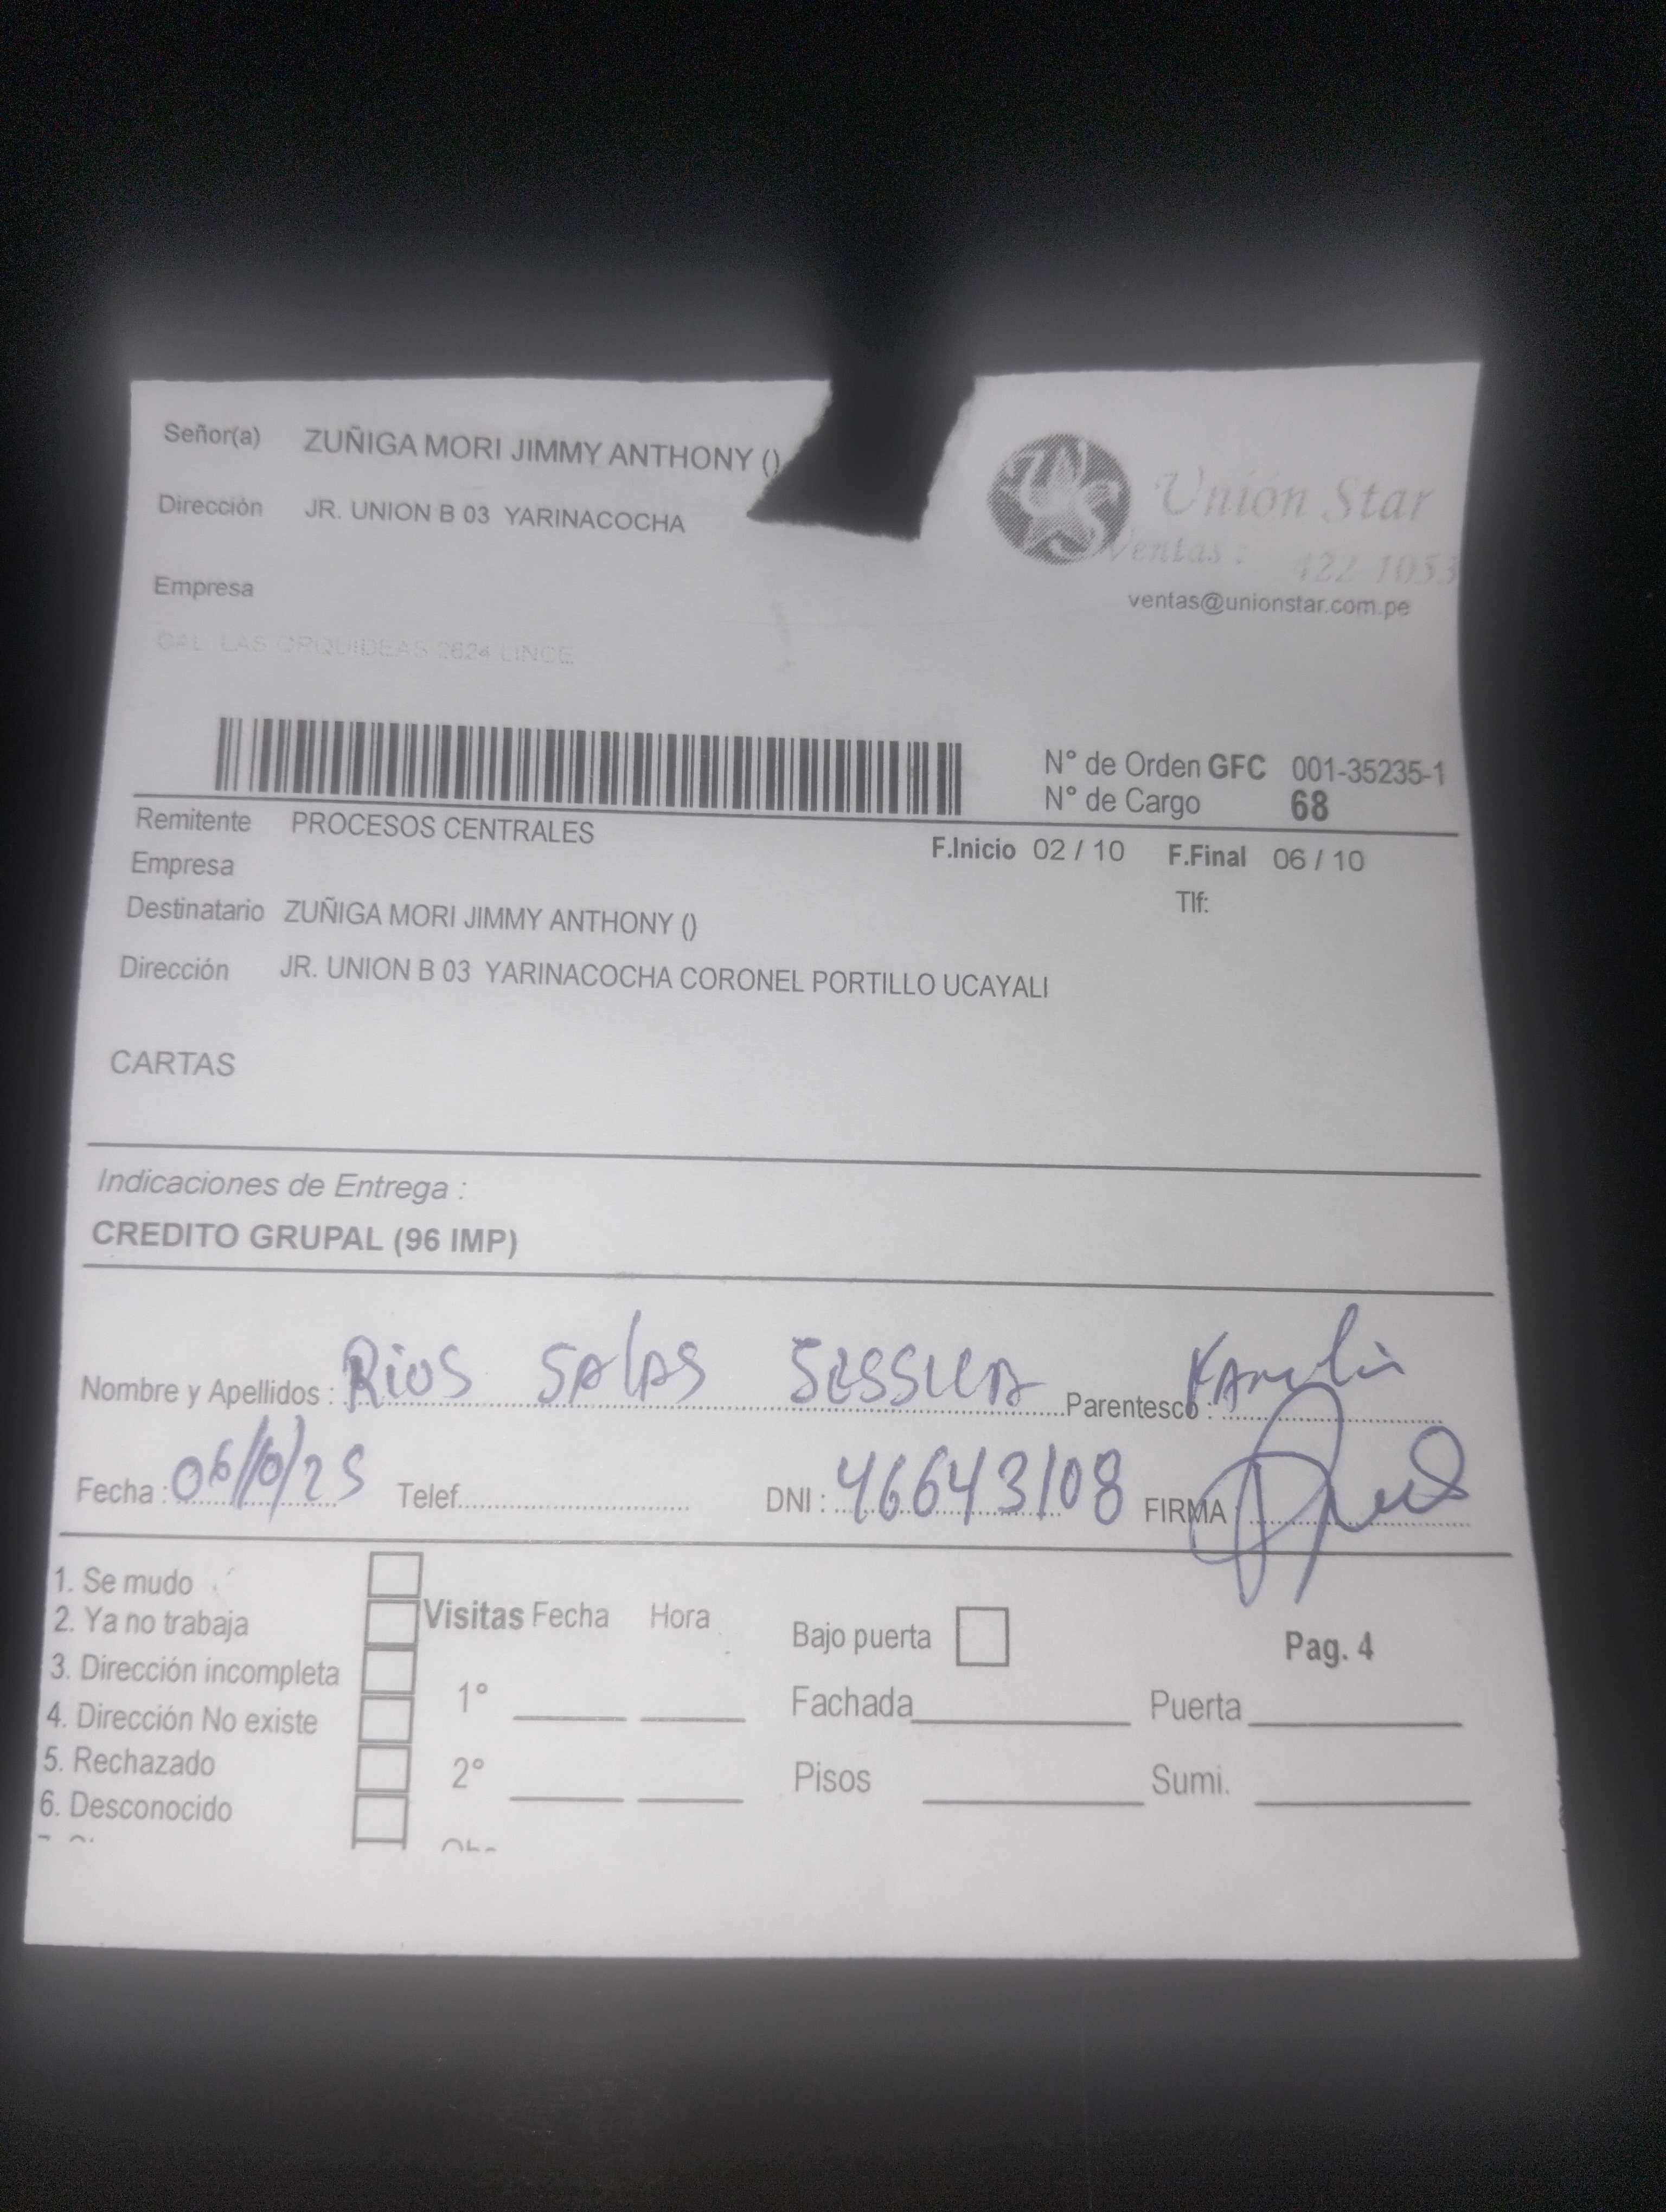 Señor(a) ZUÑIGA MORI JIMMY ANTHONY ()
Dirección JR. UNION B 03 YARINACOCHA
Unión Star
Ventas : 422 1053
ventas@unionstar.com.pe
Empresa
CAL. LAS ORQUIDEAS 2624 LINCE
N° de Orden GFC 001-35235-1
N° de Cargo 68
Remitente PROCESOS CENTRALES
F.Inicio 02 / 10 F.Final 06 / 10
Empresa
Tlf:
Destinatario ZUÑIGA MORI JIMMY ANTHONY ()
Dirección JR. UNION B 03 YARINACOCHA CORONEL PORTILLO UCAYALI
CARTAS
Indicaciones de Entrega :
CREDITO GRUPAL (96 IMP)
Nombre y Apellidos : Rios Salas Parentesco :
Fecha : 06/10/25 Telef. DNI : 46643108 FIRMA :
1. Se mudo
2. Ya no trabaja
3. Dirección incompleta
4. Dirección No existe
5. Rechazado
6. Desconocido
Visitas Fecha Hora
1°
2°
Bajo puerta
Pag. 4
Fachada Puerta
Pisos Sumi.